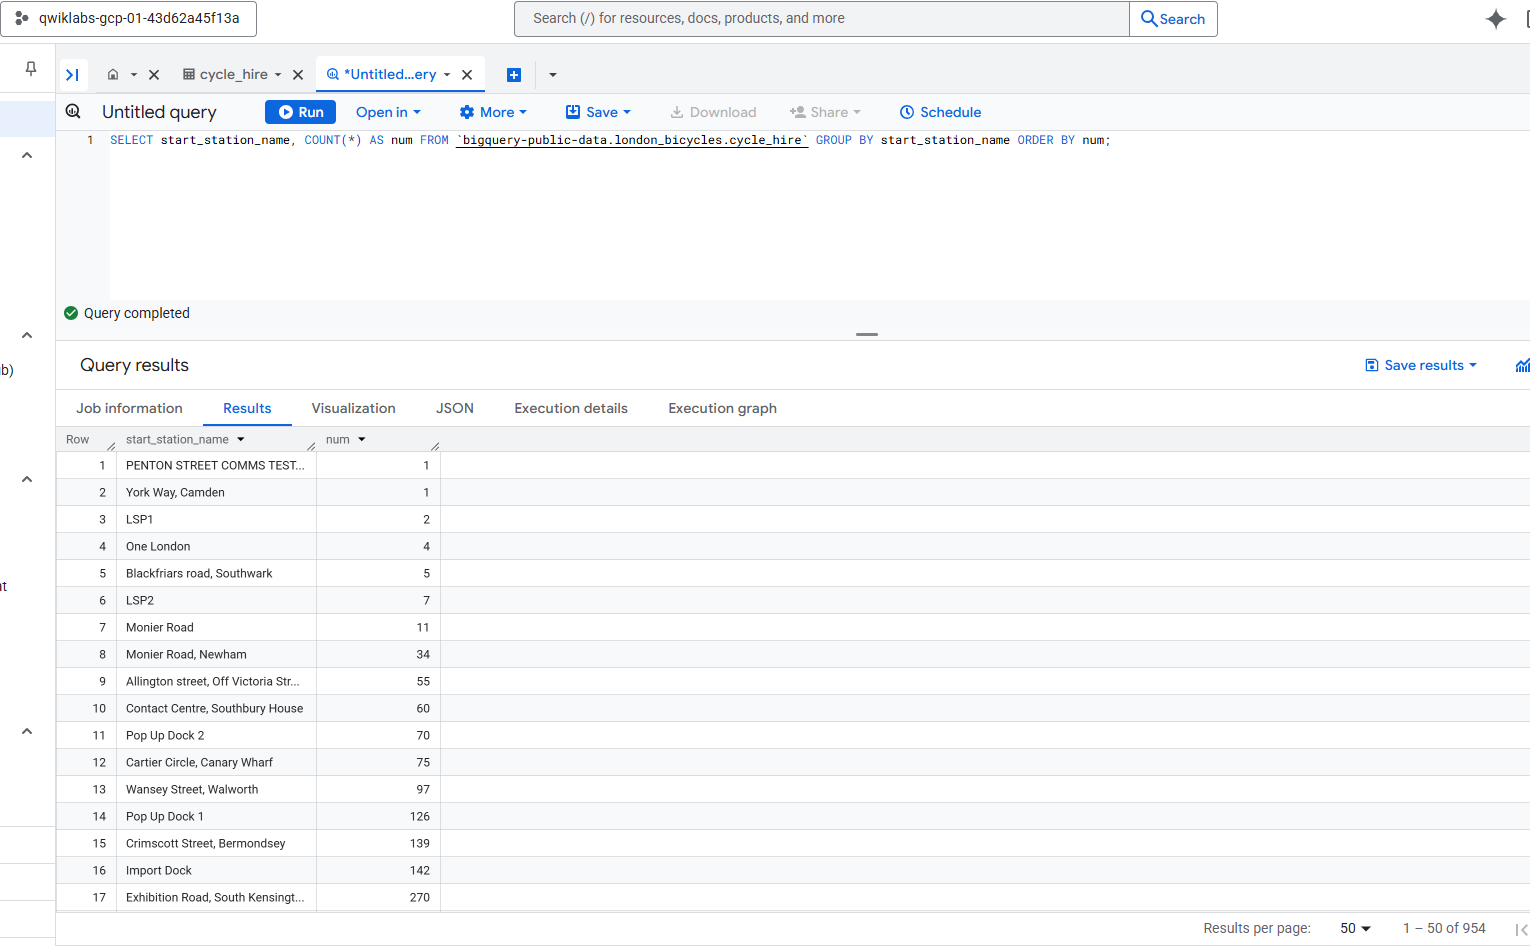 qwiklabs-gcp-01-43d62a45f13a
Search (/) for resources, docs, products, and more
Search
cycle_hire
*Untitled...ery
Untitled query
Run
Open in
More
Save
Download
Share
Schedule
1 SELECT start_station_name, COUNT(*) AS num FROM `bigquery-public-data.london_bicycles.cycle_hire` GROUP BY start_station_name ORDER BY num;
Query completed
b)
Query results
Save results
Job information
Results
Visualization
JSON
Execution details
Execution graph
Row start_station_name num
1 PENTON STREET COMMS TEST... 1
2 York Way, Camden 1
3 LSP1 2
4 One London 4
5 Blackfriars road, Southwark 5
nt
6 LSP2 7
7 Monier Road 11
8 Monier Road, Newham 34
9 Allington street, Off Victoria Str... 55
10 Contact Centre, Southbury House 60
11 Pop Up Dock 2 70
12 Cartier Circle, Canary Wharf 75
13 Wansey Street, Walworth 97
14 Pop Up Dock 1 126
15 Crimscott Street, Bermondsey 139
16 Import Dock 142
17 Exhibition Road, South Kensingt... 270
Results per page: 50 1 – 50 of 954